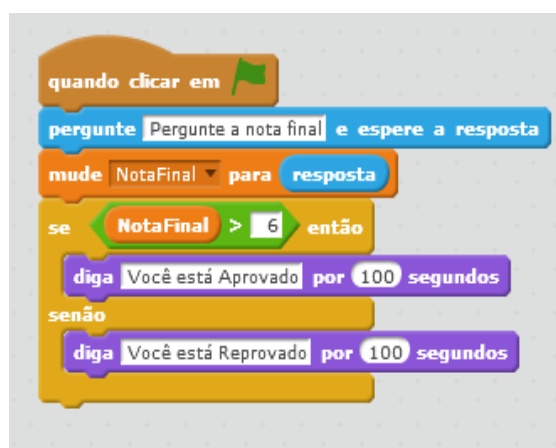 quando clicar em
pergunte Pergunte a nota final e espere a resposta
mude NotaFinal para resposta
se NotaFinal > 6 então
diga Você está Aprovado por 100 segundos
senão
diga Você está Reprovado por 100 segundos